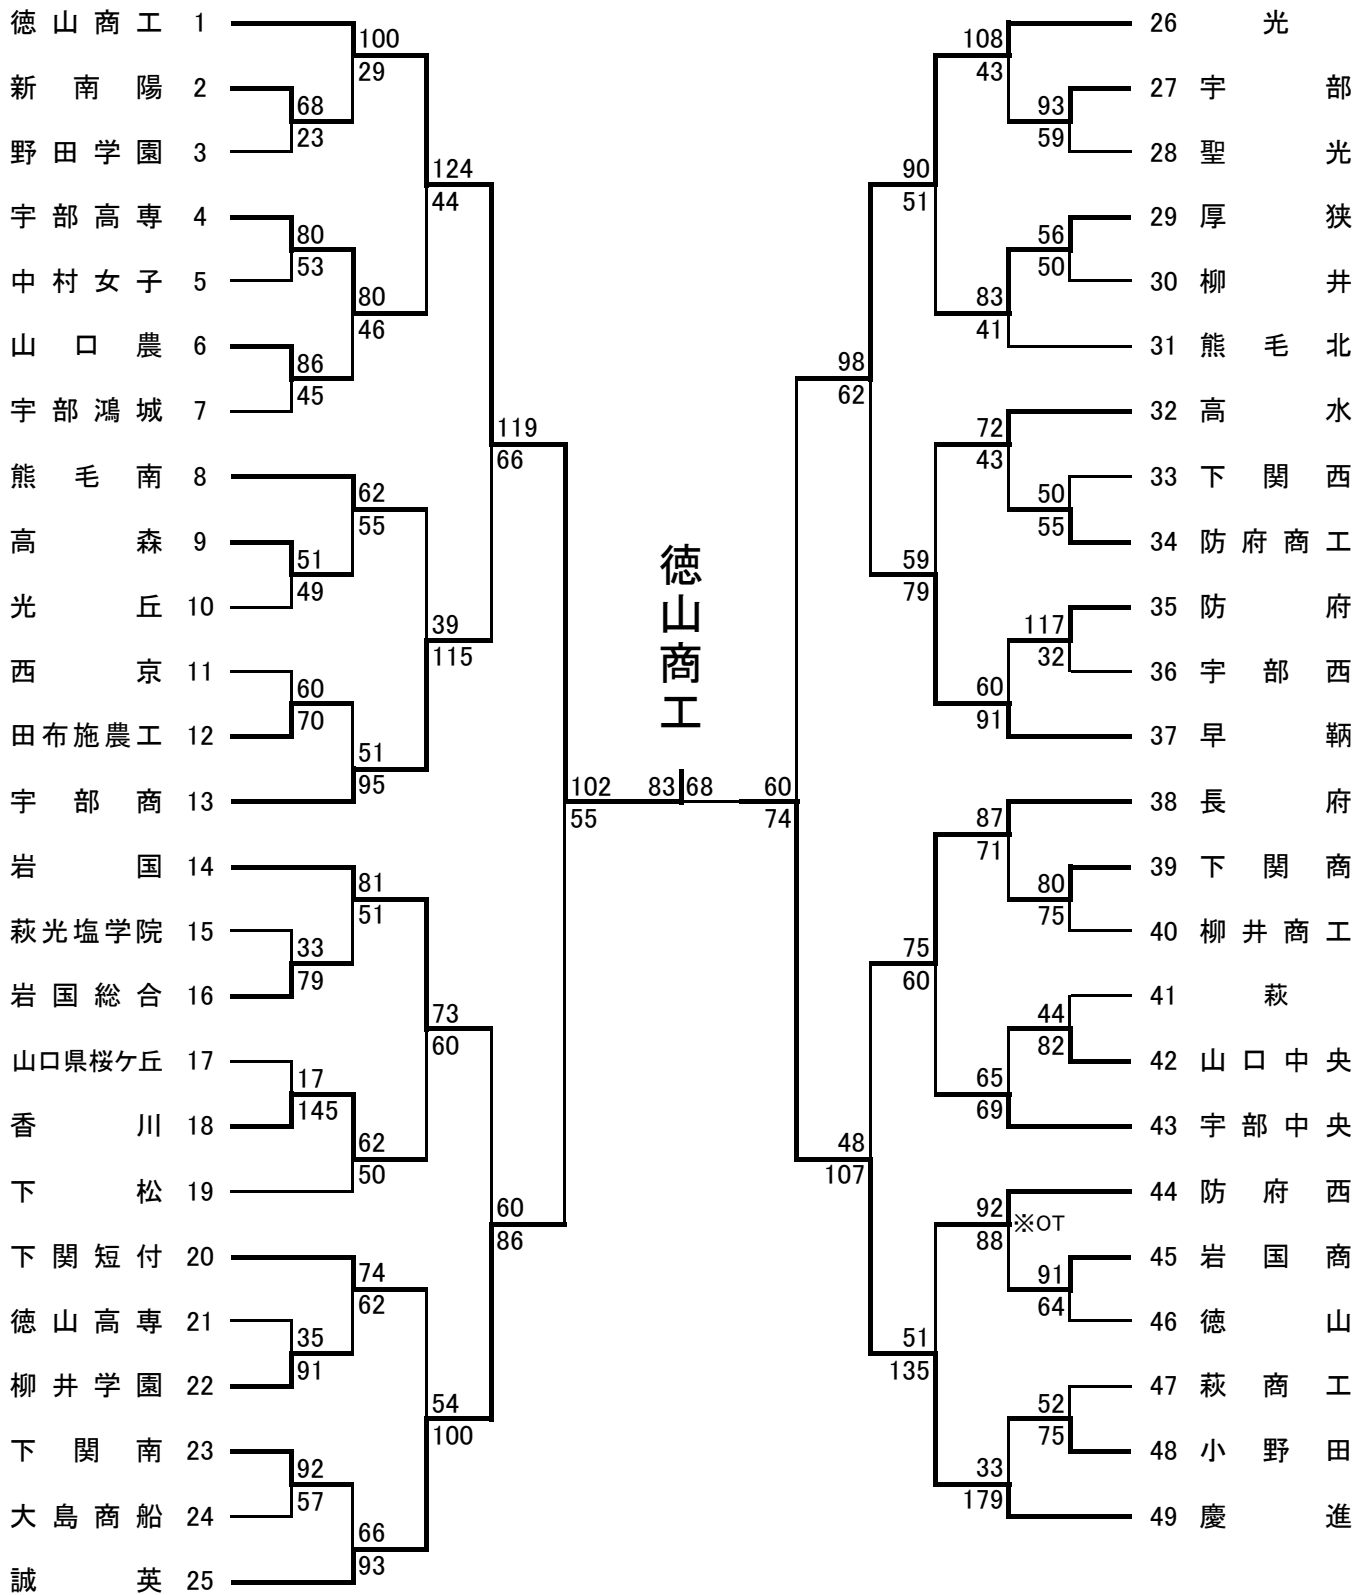 徳山商工 1
新南陽 2
野田学園 3
宇部高専 4
中村女子 5
山口農 6
宇部鴻城 7
熊毛南 8
高森 9
光丘 10
西京 11
田布施農工 12
宇部商 13
岩国 14
萩光塩学院 15
岩国総合 16
山口県桜ケ丘 17
香川 18
下松 19
下関短付 20
徳山高専 21
柳井学園 22
下関南 23
大島商船 24
誠英 25
100
29
68
23
124
44
80
53
80
46
86
45
119
66
62
55
51
49
39
115
60
70
51
95
102
55
81
51
33
79
73
60
17
145
62
50
60
86
74
62
35
91
54
100
92
57
66
93
徳山商工
83 68
108
43
93
59
90
51
56
50
83
41
98
62
72
43
50
55
59
79
117
32
60
91
60
74
87
71
80
75
75
60
44
82
65
69
48
107
92
88
※OT
91
64
51
135
52
75
33
179
26 光
27 宇部
28 聖光
29 厚狭
30 柳井
31 熊毛北
32 高水
33 下関西
34 防府商工
35 防府
36 宇部西
37 早鞆
38 長府
39 下関商
40 柳井商工
41 萩
42 山口中央
43 宇部中央
44 防府西
45 岩国商
46 徳山
47 萩商工
48 小野田
49 慶進